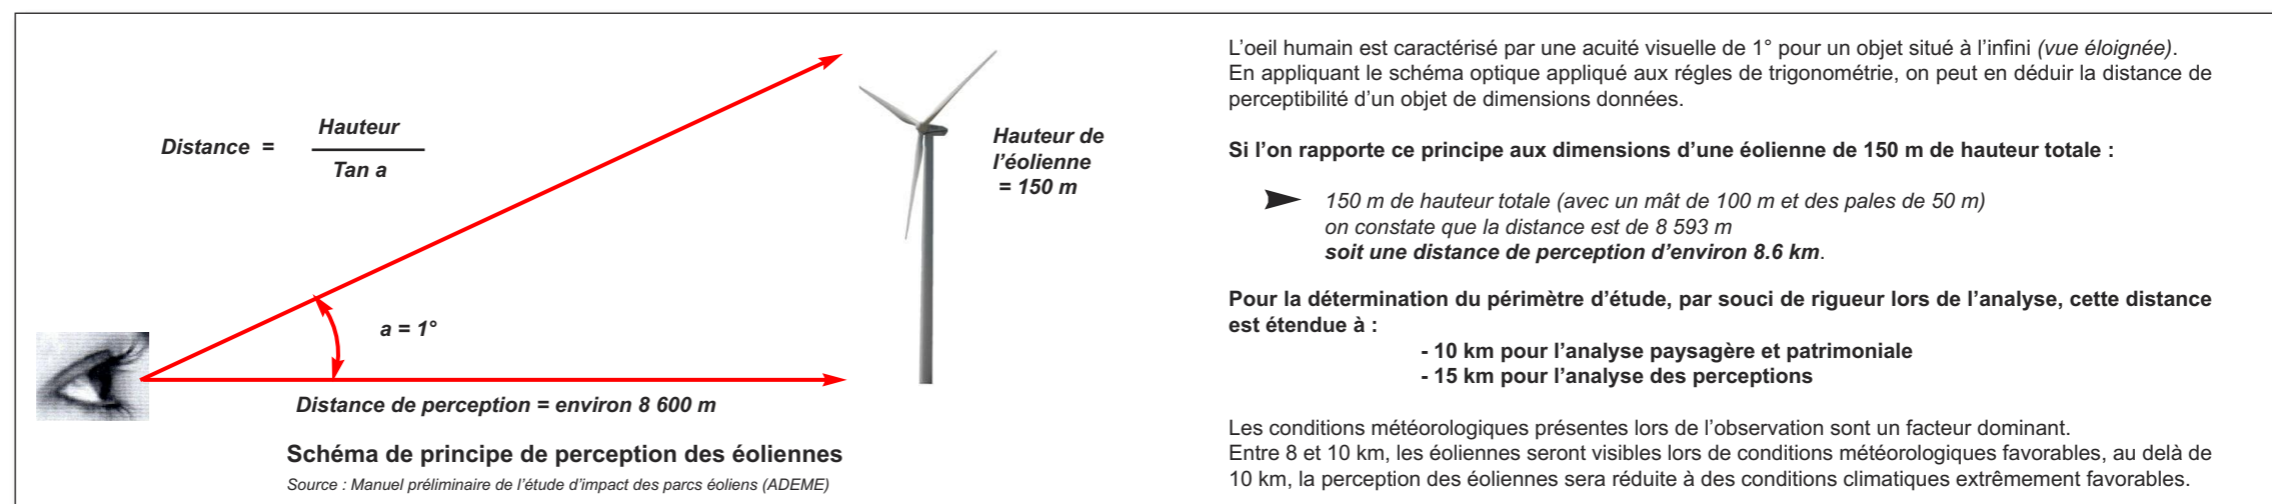 Distance =
Hauteur
Tan a
Hauteur de
l'éolienne
= 150 m
a = 1°
Distance de perception = environ 8 600 m
Schéma de principe de perception des éoliennes
Source : Manuel préliminaire de l'étude d'impact des parcs éoliens (ADEME)
L'oeil humain est caractérisé par une acuité visuelle de 1° pour un objet situé à l'infini (vue éloignée).
En appliquant le schéma optique appliqué aux régles de trigonométrie, on peut en déduir la distance de
perceptibilité d'un objet de dimensions données.
Si l'on rapporte ce principe aux dimensions d'une éolienne de 150 m de hauteur totale :
150 m de hauteur totale (avec un mât de 100 m et des pales de 50 m)
on constate que la distance est de 8 593 m
soit une distance de perception d'environ 8.6 km.
Pour la détermination du périmètre d'étude, par souci de rigueur lors de l'analyse, cette distance
est étendue à :
- 10 km pour l'analyse paysagère et patrimoniale
- 15 km pour l'analyse des perceptions
Les conditions météorologiques présentes lors de l'observation sont un facteur dominant.
Entre 8 et 10 km, les éoliennes seront visibles lors de conditions météorologiques favorables, au delà de
10 km, la perception des éoliennes sera réduite à des conditions climatiques extrêmement favorables.